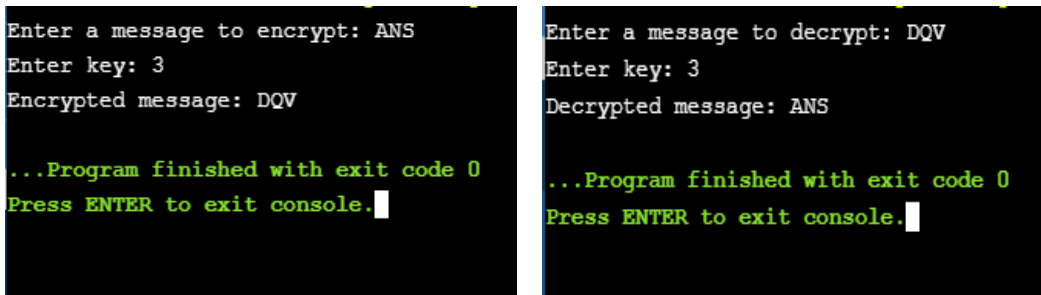 Enter a message to encrypt: ANS
Enter key: 3
Encrypted message: DQV
...Program finished with exit code 0
Press ENTER to exit console.
Enter a message to decrypt: DQV
Enter key: 3
Decrypted message: ANS
...Program finished with exit code 0
Press ENTER to exit console.